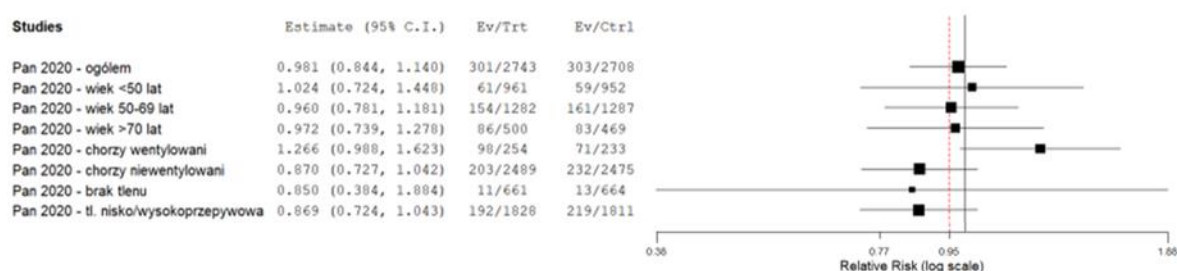 Studies Estimate (95% C.I.) Ev/Trt Ev/Ctrl
Pan 2020 - ogółem 0.981 (0.844, 1.140) 301/2743 303/2708
Pan 2020 - wiek <50 lat 1.024 (0.724, 1.448) 61/961 59/952
Pan 2020 - wiek 50-69 lat 0.960 (0.781, 1.181) 154/1282 161/1287
Pan 2020 - wiek >70 lat 0.972 (0.739, 1.278) 86/500 83/469
Pan 2020 - chorzy wentylowani 1.266 (0.988, 1.623) 98/254 71/233
Pan 2020 - chorzy niewentylowani 0.870 (0.727, 1.042) 203/2489 232/2475
Pan 2020 - brak tlenu 0.850 (0.384, 1.884) 11/661 13/664
Pan 2020 - tl. nisko/wysokoprzepywowa 0.869 (0.724, 1.043) 192/1828 219/1811
0.38 0.77 0.95 1.88
Relative Risk (log scale)